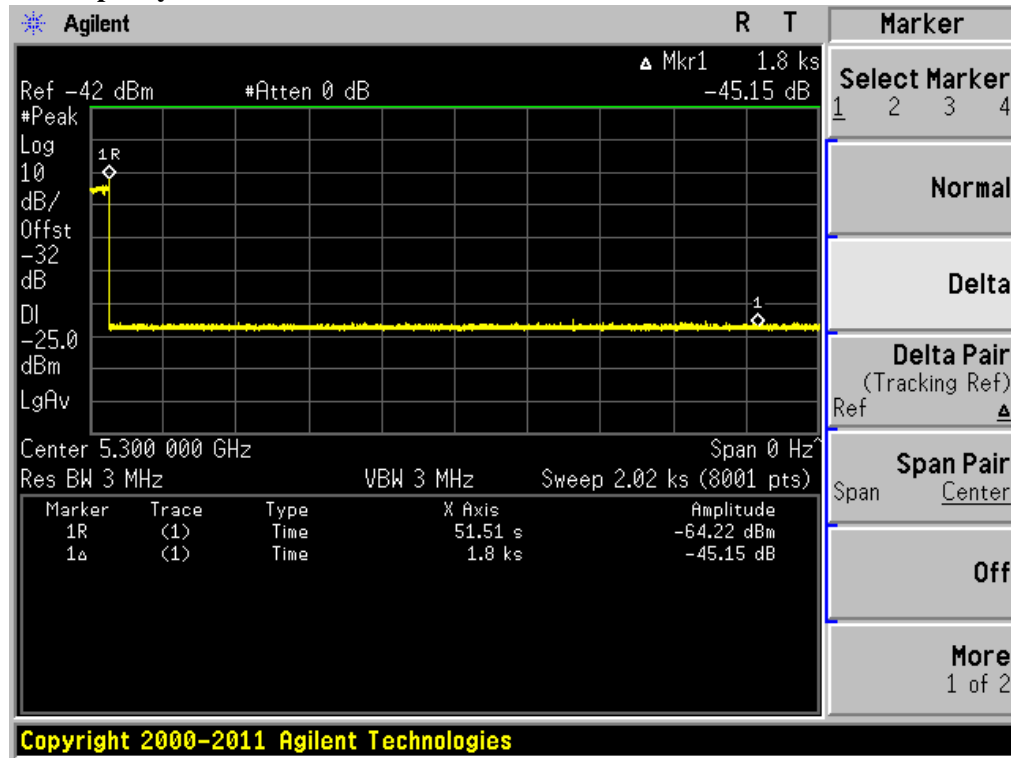 Agilent R T Marker
Δ Mkr1 1.8 ks
Ref −42 dBm #Atten 0 dB −45.15 dB
#Peak
Log
10
dB/
Offst
−32
dB
DI
−25.0
dBm
LgAv
1R
1
Center 5.300 000 GHz Span 0 Hz^
Res BW 3 MHz VBW 3 MHz Sweep 2.02 ks (8001 pts)
Marker Trace Type X Axis Amplitude
1R (1) Time 51.51 s −64.22 dBm
1Δ (1) Time 1.8 ks −45.15 dB
Select Marker
1 2 3 4
Normal
Delta
Delta Pair
(Tracking Ref)
Ref Δ
Span Pair
Span Center
Off
More
1 of 2
Copyright 2000–2011 Agilent Technologies